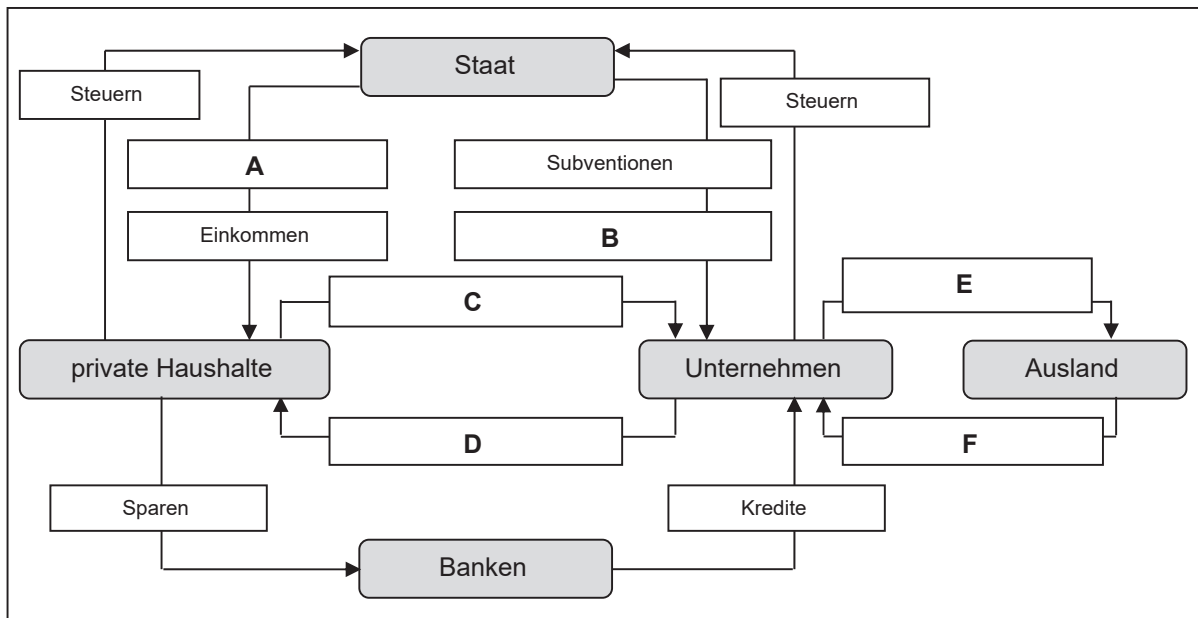 Staat
Steuern
Steuern
A
Subventionen
Einkommen
B
C
E
private Haushalte
Unternehmen
Ausland
D
F
Sparen
Kredite
Banken